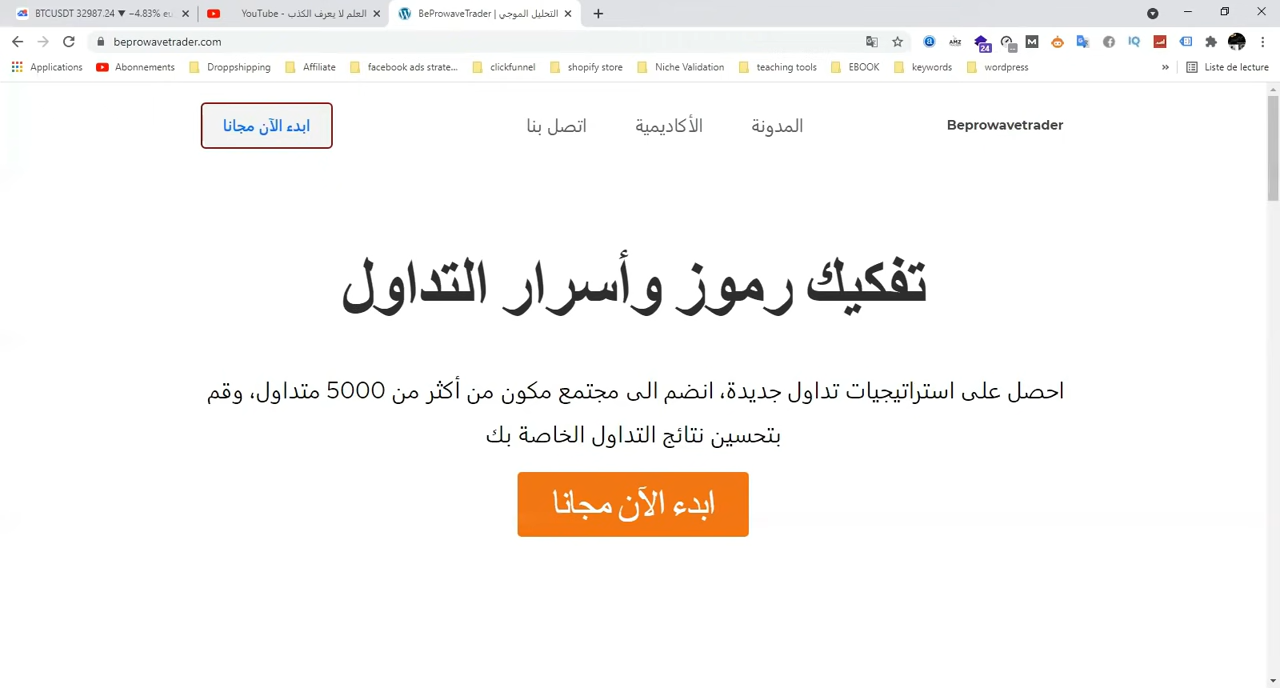 BTCUSDT 32987.24 ▼ −4.83%
العلم لا يعرف الكذب - YouTube
BeProwaveTrader | التحليل الموجي
beprowavetrader.com
24
Applications
Abonnements
Droppshipping
Affiliate
facebook ads strate...
clickfunnel
shopify store
Niche Validation
teaching tools
EBOOK
keywords
wordpress
»
Liste de lecture
Beprowavetrader
المدونة
الأكاديمية
اتصل بنا
ابدء الآن مجانا
تفكيك رموز وأسرار التداول
احصل على استراتيجيات تداول جديدة، انضم الى مجتمع مكون من أكثر من 5000 متداول، وقم
بتحسين نتائج التداول الخاصة بك
ابدء الآن مجانا